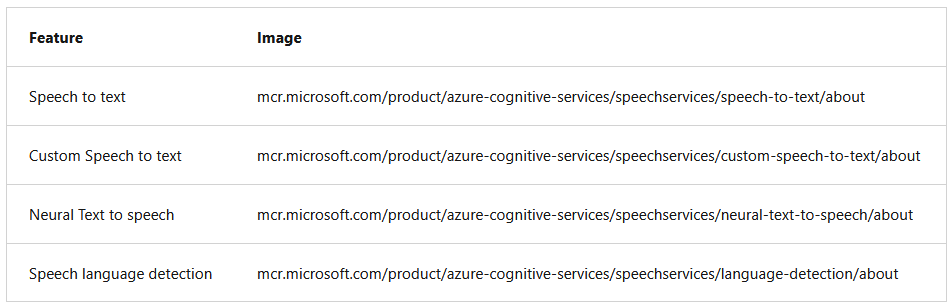 Feature Image
Speech to text mcr.microsoft.com/product/azure-cognitive-services/speechservices/speech-to-text/about
Custom Speech to text mcr.microsoft.com/product/azure-cognitive-services/speechservices/custom-speech-to-text/about
Neural Text to speech mcr.microsoft.com/product/azure-cognitive-services/speechservices/neural-text-to-speech/about
Speech language detection mcr.microsoft.com/product/azure-cognitive-services/speechservices/language-detection/about